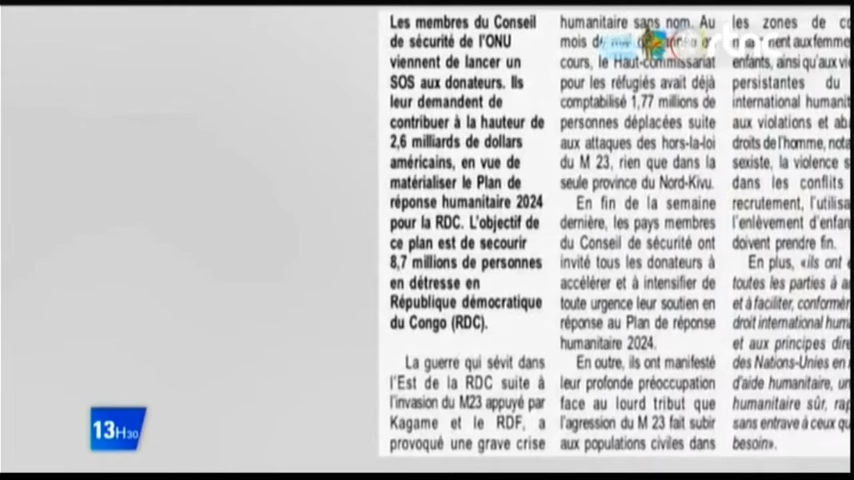 Les membres du Conseil
de sécurité de l'ONU
viennent de lancer un
SOS aux donateurs. Ils
leur demandent de
contribuer à la hauteur de
2,6 milliards de dollars
américains, en vue de
matérialiser le Plan de
réponse humanitaire 2024
pour la RDC. L'objectif de
ce plan est de secourir
8,7 millions de personnes
en détresse en
République démocratique
du Congo (RDC).
La guerre qui sévit dans
l'Est de la RDC suite à
l'invasion du M23 appuyé par
Kagame et le RDF, a
provoqué une grave crise
humanitaire sans nom. Au
mois de
cours, le Haut-commissariat
pour les réfugiés avait déjà
comptabilisé 1,77 millions de
personnes déplacées suite
aux attaques des hors-la-loi
du M 23, rien que dans la
seule province du Nord-Kivu.
En fin de la semaine
dernière, les pays membres
du Conseil de sécurité ont
invité tous les donateurs à
accélérer et à intensifier de
toute urgence leur soutien en
réponse au Plan de réponse
humanitaire 2024.
En outre, ils ont manifesté
leur profonde préoccupation
face au lourd tribut que
l'agression du M 23 fait subir
aux populations civiles dans
les zones de
aux femme
enfants, ainsi qu'aux
persistantes du
international humani
aux violations et
droits de l'homme,
sexiste, la violence
dans les conflits
recrutement, l'utilisa
l'enlèvement d'enfan
doivent prendre fin.
En plus, «ils ont
toutes les parties à
et à faciliter,
droit international
et aux principes
des Nations-Unies en
d'aide humanitaire,
humanitaire sûr,
sans entrave à ceux
besoin».
rtnc
13H30